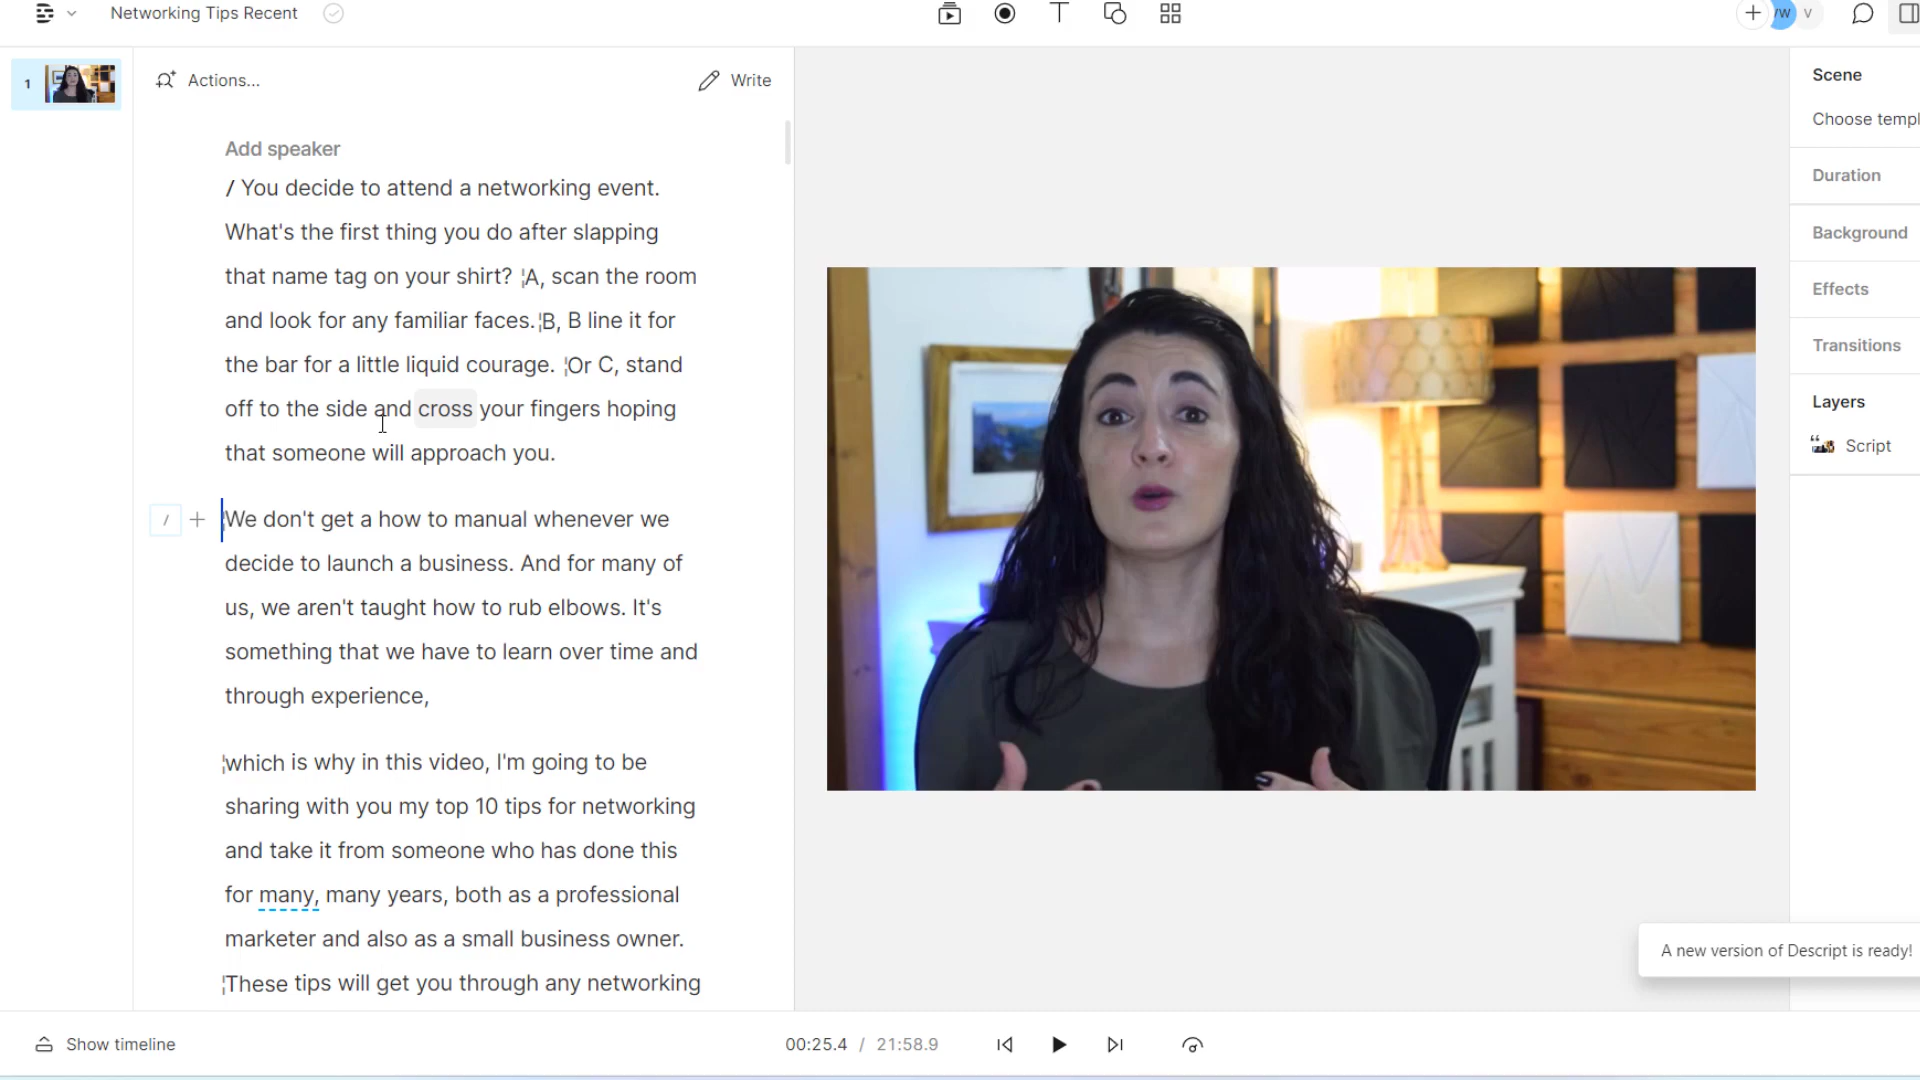 Networking Tips Recent
W
V
1
Actions...
Write
Add speaker
/ You decide to attend a networking event.
What's the first thing you do after slapping
that name tag on your shirt? ¦A, scan the room
and look for any familiar faces.¦B, B line it for
the bar for a little liquid courage. ¦Or C, stand
off to the side and cross your fingers hoping
that someone will approach you.
/
We don't get a how to manual whenever we
decide to launch a business. And for many of
us, we aren't taught how to rub elbows. It's
something that we have to learn over time and
through experience,
¦which is why in this video, I'm going to be
sharing with you my top 10 tips for networking
and take it from someone who has done this
for many, many years, both as a professional
marketer and also as a small business owner.
¦These tips will get you through any networking
Scene
Choose templ
Duration
Background
Effects
Transitions
Layers
Script
A new version of Descript is ready!
Show timeline
00:25.4 / 21:58.9